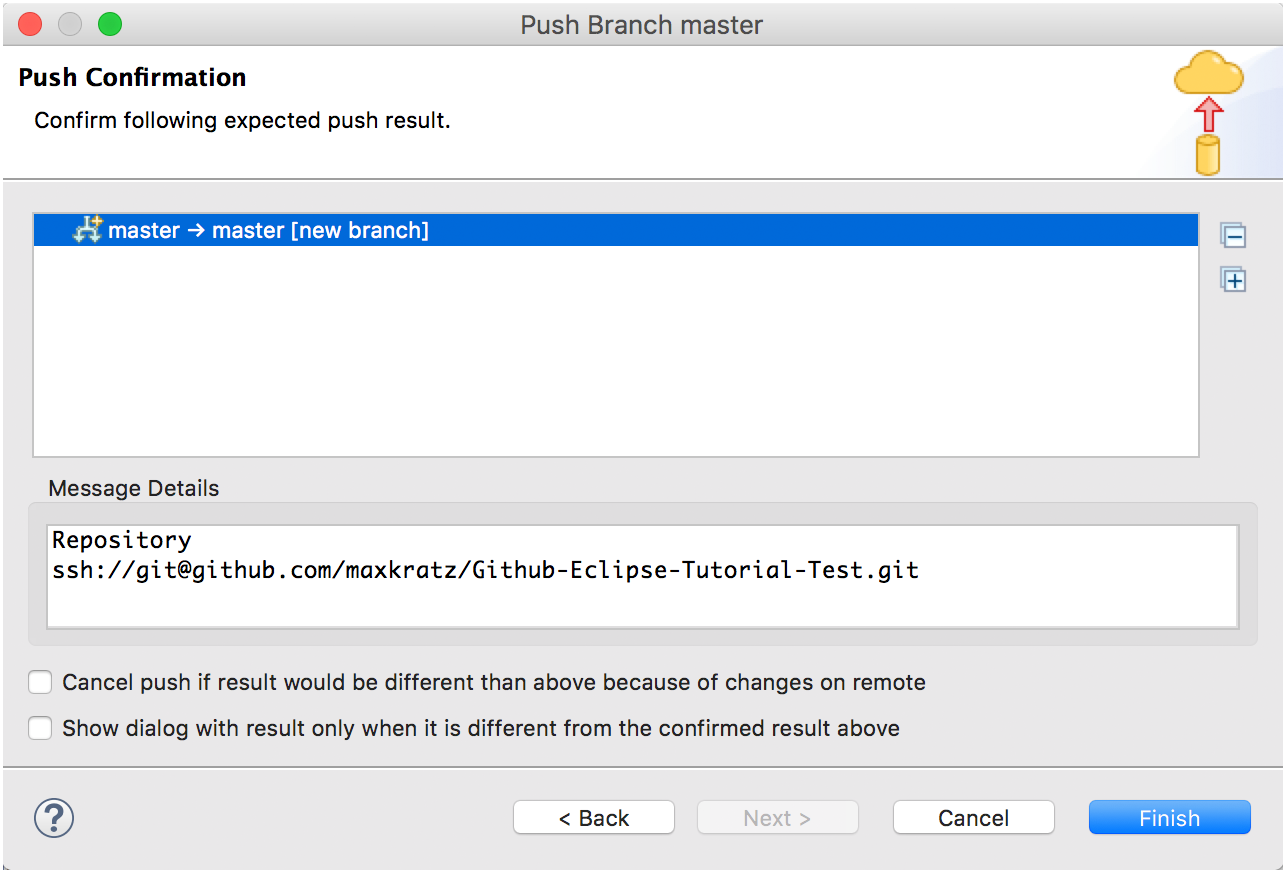 Push Branch master
Push Confirmation
Confirm following expected push result.
master → master [new branch]
Message Details
Repository
ssh://git@github.com/maxkratz/Github-Eclipse-Tutorial-Test.git
Cancel push if result would be different than above because of changes on remote
Show dialog with result only when it is different from the confirmed result above
? < Back Next > Cancel Finish